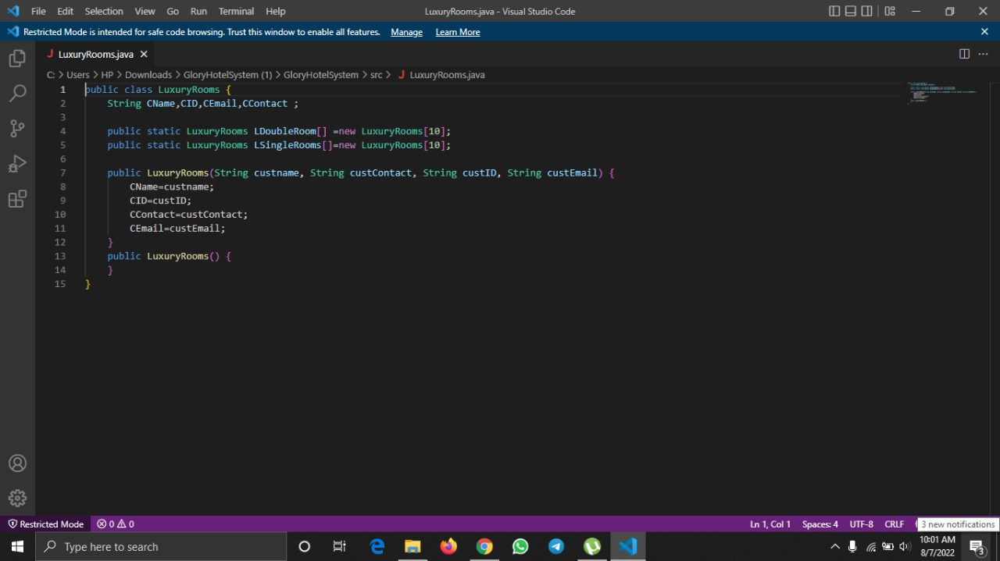 File Edit Selection View Go Run Terminal Help LuxuryRooms.java - Visual Studio Code
Restricted Mode is intended for safe code browsing. Trust this window to enable all features. Manage Learn More
J LuxuryRooms.java
C: > Users > HP > Downloads > GloryHotelSystem (1) > GloryHotelSystem > src > J LuxuryRooms.java
1 public class LuxuryRooms {
2 String CName,CID,CEmail,CContact ;
3
4 public static LuxuryRooms LDoubleRoom[] =new LuxuryRooms[10];
5 public static LuxuryRooms LSingleRooms[]=new LuxuryRooms[10];
6
7 public LuxuryRooms(String custname, String custContact, String custID, String custEmail) {
8 CName=custname;
9 CID=custID;
10 CContact=custContact;
11 CEmail=custEmail;
12 }
13 public LuxuryRooms() {
14 }
15 }
Restricted Mode 0 0 Ln 1, Col 1 Spaces: 4 UTF-8 CRLF 3 new notifications
Type here to search
10:01 AM
8/7/2022
3